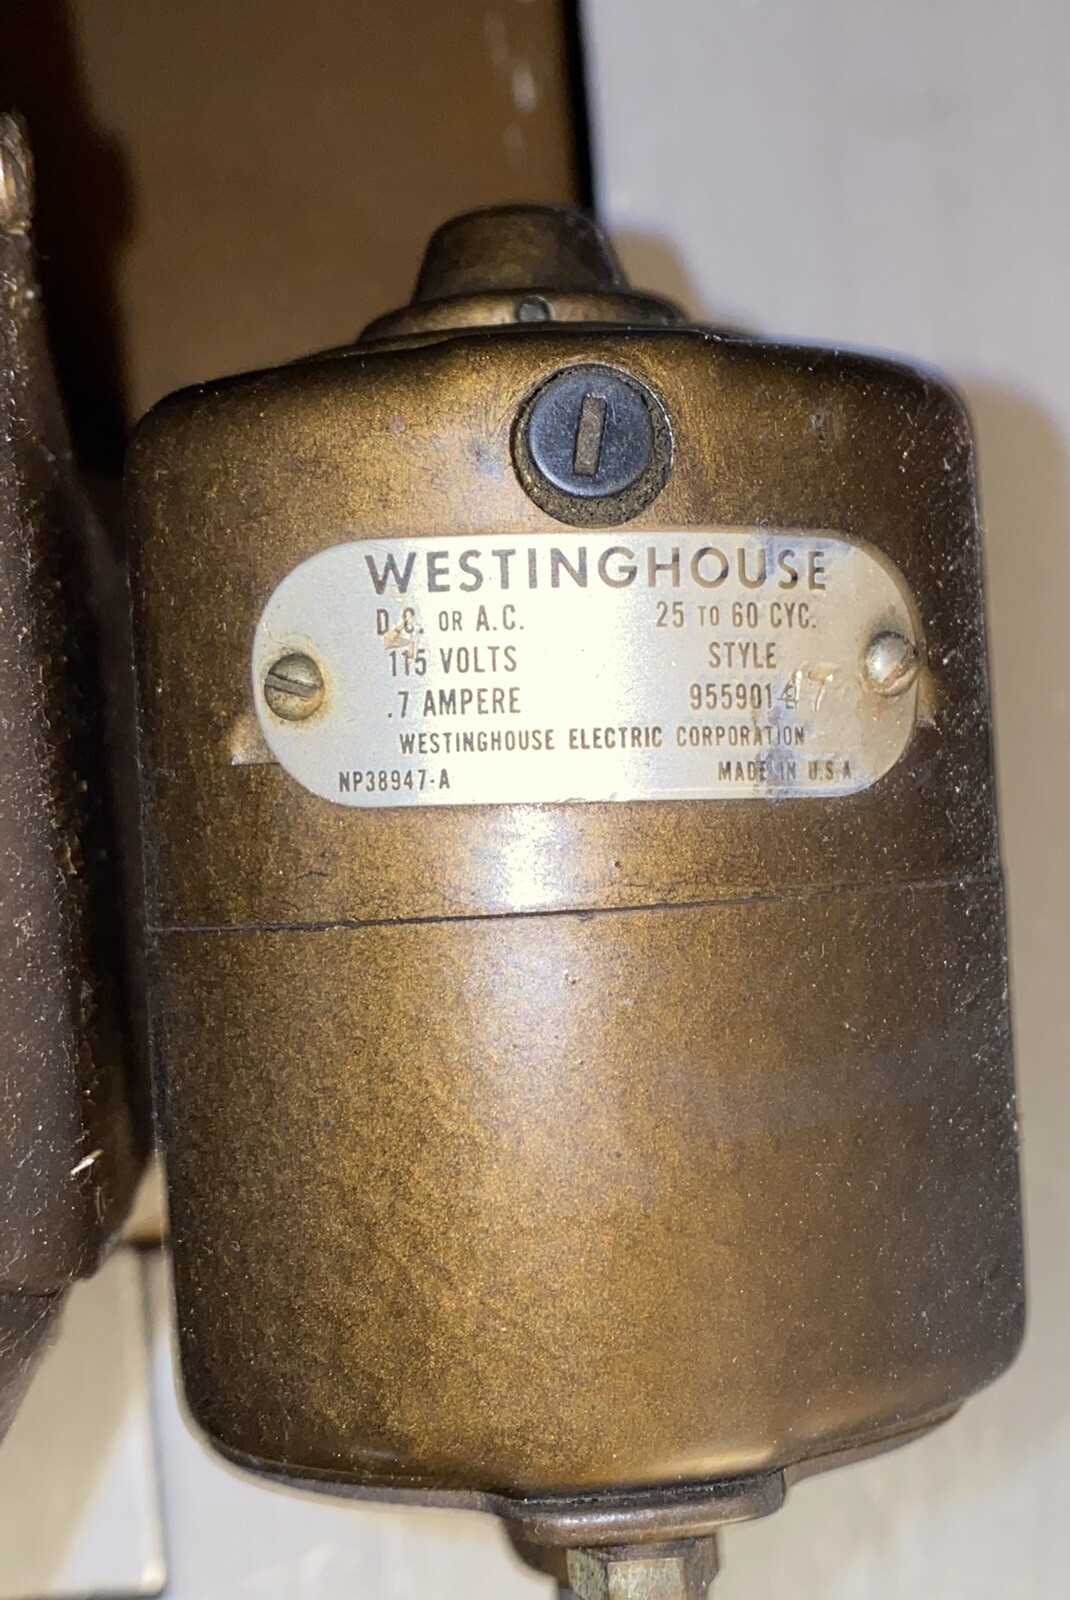 WESTINGHOUSE
D.C. OR A.C. 25 TO 60 CYC.
115 VOLTS STYLE
.7 AMPERE
WESTINGHOUSE ELECTRIC CORPORATION
NP38947-A MADE IN U.S.A